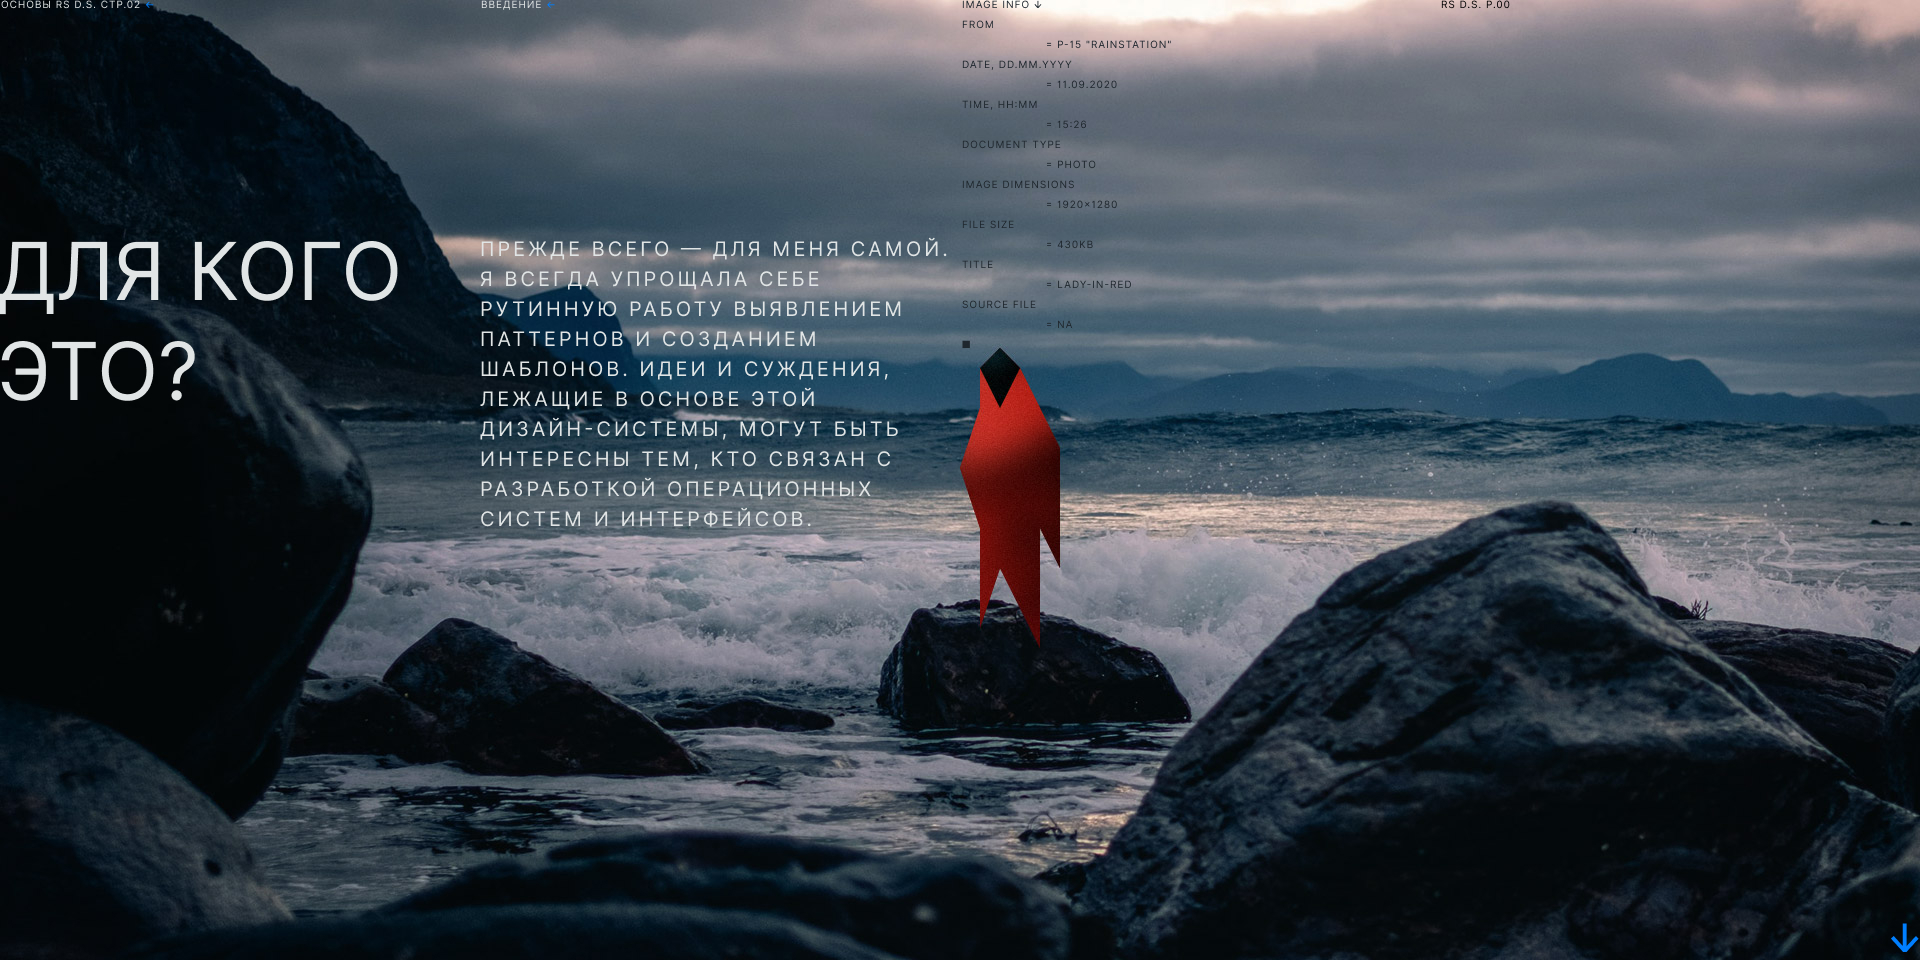 ОСНОВЫ RS D.S. СТР.02 ←
ВВЕДЕНИЕ ←
IMAGE INFO ↓
RS D.S. P.00
FROM
= P-15 "RAINSTATION"
DATE, DD.MM.YYYY
= 11.09.2020
TIME, HH:MM
= 15:26
DOCUMENT TYPE
= PHOTO
IMAGE DIMENSIONS
= 1920×1280
FILE SIZE
= 430KB
TITLE
= LADY-IN-RED
SOURCE FILE
= NA
ДЛЯ КОГО
ЭТО?
ПРЕЖДЕ ВСЕГО — ДЛЯ МЕНЯ САМОЙ.
Я ВСЕГДА УПРОЩАЛА СЕБЕ
РУТИННУЮ РАБОТУ ВЫЯВЛЕНИЕМ
ПАТТЕРНОВ И СОЗДАНИЕМ
ШАБЛОНОВ. ИДЕИ И СУЖДЕНИЯ,
ЛЕЖАЩИЕ В ОСНОВЕ ЭТОЙ
ДИЗАЙН-СИСТЕМЫ, МОГУТ БЫТЬ
ИНТЕРЕСНЫ ТЕМ, КТО СВЯЗАН С
РАЗРАБОТКОЙ ОПЕРАЦИОННЫХ
СИСТЕМ И ИНТЕРФЕЙСОВ.